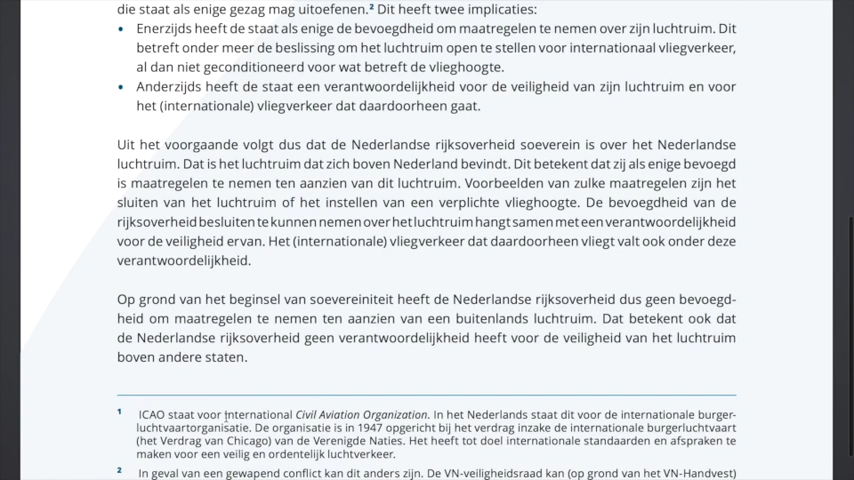 die staat als enige gezag mag uitoefenen.² Dit heeft twee implicaties:
• Enerzijds heeft de staat als enige de bevoegdheid om maatregelen te nemen over zijn luchtruim. Dit
betreft onder meer de beslissing om het luchtruim open te stellen voor internationaal vliegverkeer,
al dan niet geconditioneerd voor wat betreft de vlieghoogte.
• Anderzijds heeft de staat een verantwoordelijkheid voor de veiligheid van zijn luchtruim en voor
het (internationale) vliegverkeer dat daardoorheen gaat.
Uit het voorgaande volgt dus dat de Nederlandse rijksoverheid soeverein is over het Nederlandse
luchtruim. Dat is het luchtruim dat zich boven Nederland bevindt. Dit betekent dat zij als enige bevoegd
is maatregelen te nemen ten aanzien van dit luchtruim. Voorbeelden van zulke maatregelen zijn het
sluiten van het luchtruim of het instellen van een verplichte vlieghoogte. De bevoegdheid van de
rijksoverheid besluiten te kunnen nemen over het luchtruim hangt samen met een verantwoordelijkheid
voor de veiligheid ervan. Het (internationale) vliegverkeer dat daardoorheen vliegt valt ook onder deze
verantwoordelijkheid.
Op grond van het beginsel van soevereiniteit heeft de Nederlandse rijksoverheid dus geen bevoegd-
heid om maatregelen te nemen ten aanzien van een buitenlands luchtruim. Dat betekent ook dat
de Nederlandse rijksoverheid geen verantwoordelijkheid heeft voor de veiligheid van het luchtruim
boven andere staten.
¹ ICAO staat voor International Civil Aviation Organization. In het Nederlands staat dit voor de internationale burger-
luchtvaartorganisatie. De organisatie is in 1947 opgericht bij het verdrag inzake de internationale burgerluchtvaart
(het Verdrag van Chicago) van de Verenigde Naties. Het heeft tot doel internationale standaarden en afspraken te
maken voor een veilig en ordentelijk luchtverkeer.
² In geval van een gewapend conflict kan dit anders zijn. De VN-veiligheidsraad kan (op grond van het VN-Handvest)